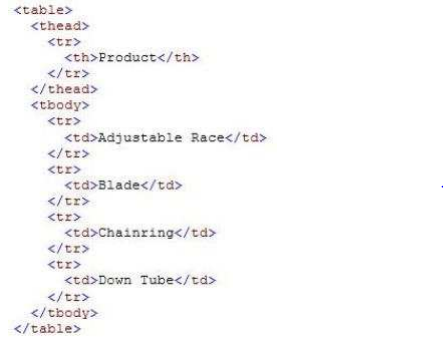 <table>
<thead>
<tr>
<th>Product</th>
</tr>
</thead>
<tbody>
<tr>
<td>Adjustable Race</td>
</tr>
<tr>
<td>Blade</td>
</tr>
<tr>
<td>Chainring</td>
</tr>
<tr>
<td>Down Tube</td>
</tr>
</tbody>
</table>